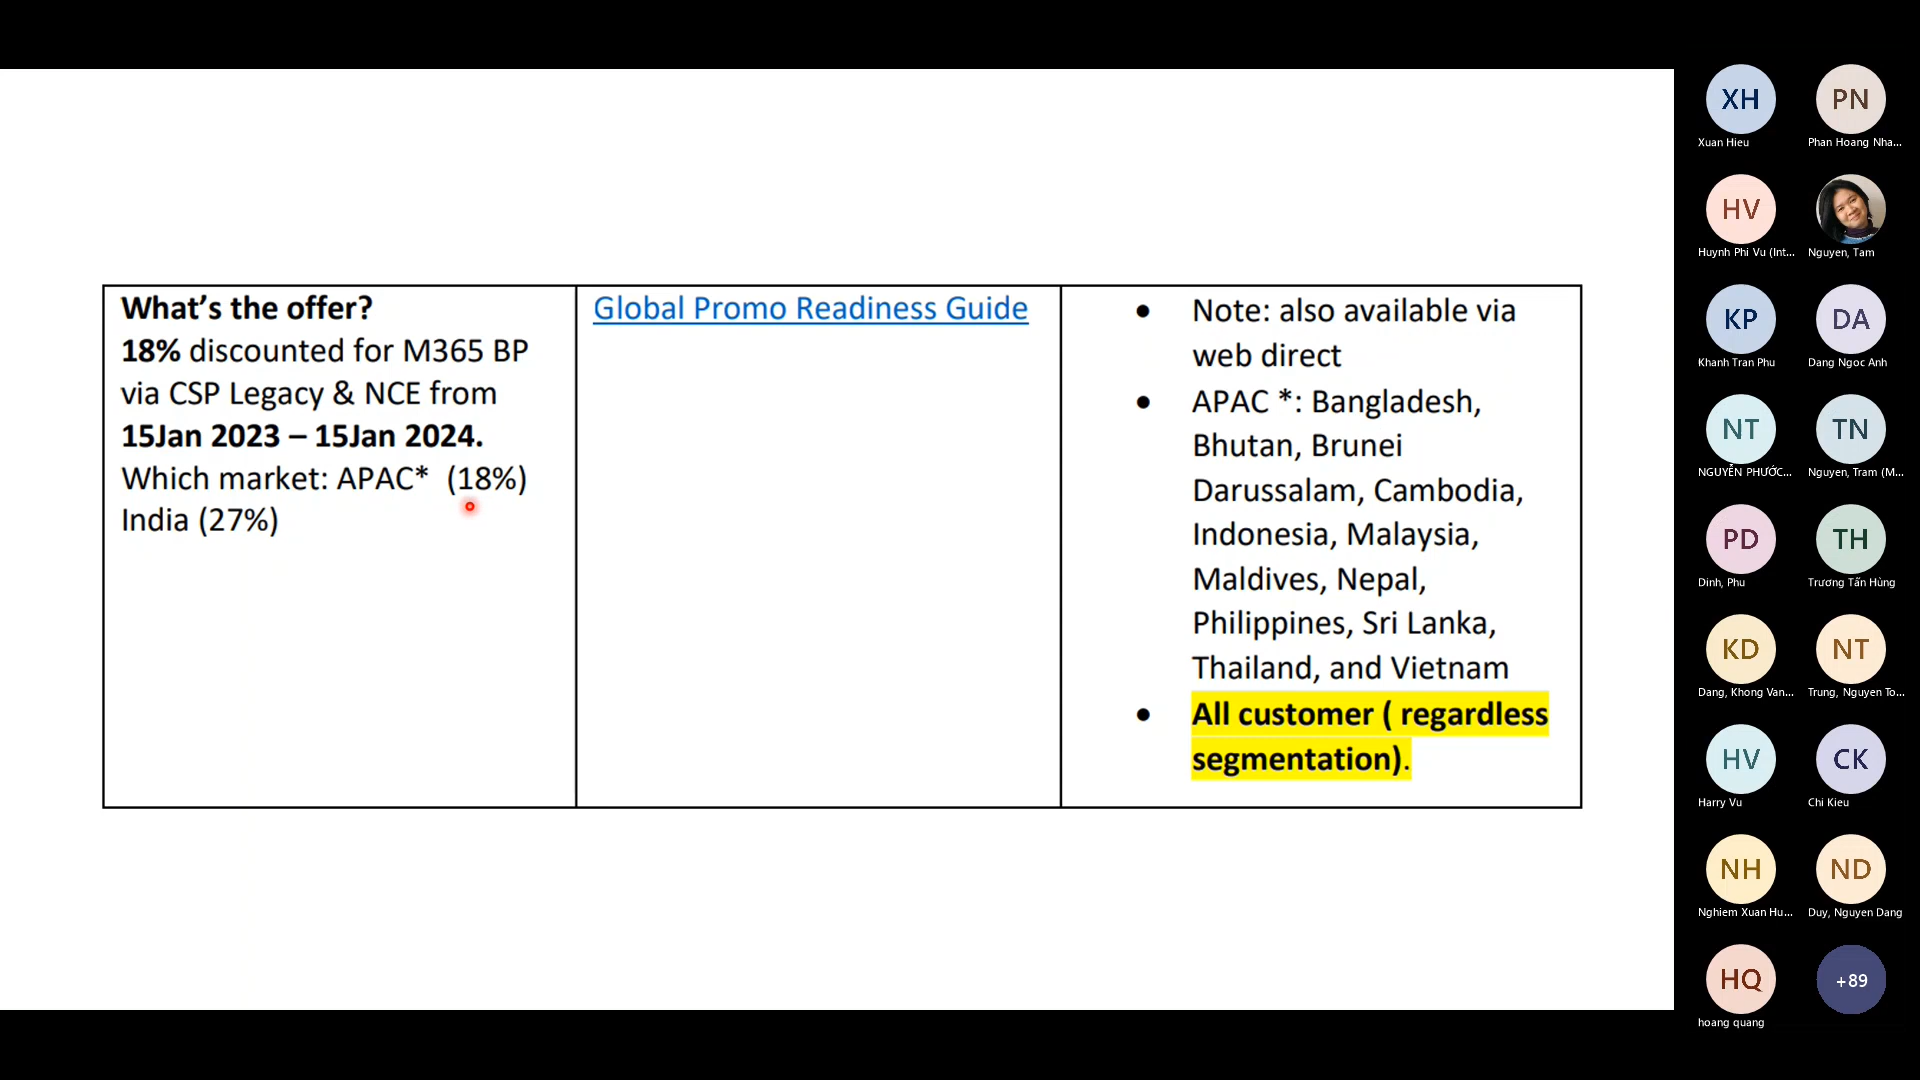 What’s the offer?
18% discounted for M365 BP
via CSP Legacy & NCE from
15Jan 2023 – 15Jan 2024.
Which market: APAC*  (18%)
India (27%)
Global Promo Readiness Guide
● Note: also available via
web direct
● APAC *: Bangladesh,
Bhutan, Brunei
Darussalam, Cambodia,
Indonesia, Malaysia,
Maldives, Nepal,
Philippines, Sri Lanka,
Thailand, and Vietnam
● All customer ( regardless
segmentation).
XH
Xuan Hieu
PN
Phan Hoang Nha...
HV
Huynh Phi Vu (Int...
Nguyen, Tam
KP
Khanh Tran Phu
DA
Dang Ngoc Anh
NT
NGUYỄN PHƯỚC...
TN
Nguyen, Tram (M...
PD
Dinh, Phu
TH
Trương Tấn Hùng
KD
Dang, Khong Van...
NT
Trung, Nguyen To...
HV
Harry Vu
CK
Chi Kieu
NH
Nghiem Xuan Hu...
ND
Duy, Nguyen Dang
HQ
hoang quang
+89